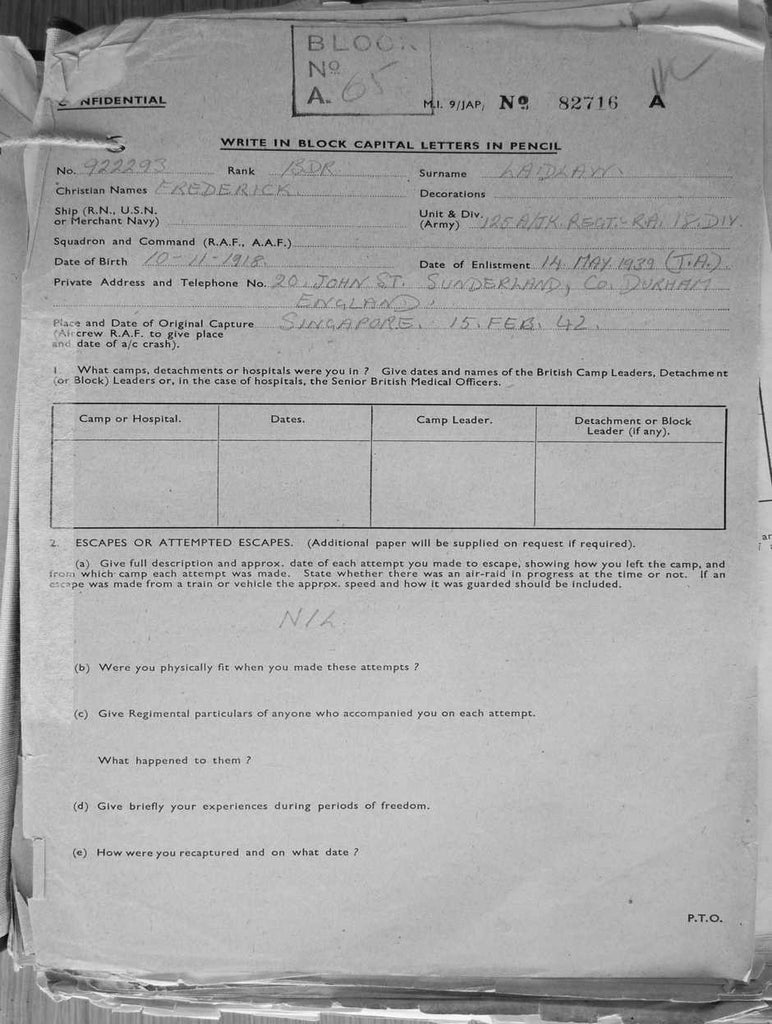 BLOCK
Nº
A. 65
CONFIDENTIAL
M.I. 9/JAP/ Nº 82716 A
WRITE IN BLOCK CAPITAL LETTERS IN PENCIL
No. 922293 Rank BDR. Surname LAIDLAW.
Christian Names FREDERICK. Decorations
Ship (R.N., U.S.N.
or Merchant Navy)
Unit & Div.
(Army) 125 A/TK. REGT. R.A. 18. DIV.
Squadron and Command (R.A.F., A.A.F.)
Date of Birth 10-11-1918. Date of Enlistment 14 MAY 1939 (T.A.)
Private Address and Telephone No. 20. JOHN ST. SUNDERLAND, CO. DURHAM
ENGLAND.
Place and Date of Original Capture SINGAPORE. 15. FEB. 42.
(Aircrew R.A.F. to give place
and date of a/c crash).
1. What camps, detachments or hospitals were you in ? Give dates and names of the British Camp Leaders, Detachment
(or Block) Leaders or, in the case of hospitals, the Senior British Medical Officers.
Camp or Hospital. Dates. Camp Leader. Detachment or Block
Leader (if any).
2. ESCAPES OR ATTEMPTED ESCAPES. (Additional paper will be supplied on request if required).
(a) Give full description and approx. date of each attempt you made to escape, showing how you left the camp, and
from which camp each attempt was made. State whether there was an air-raid in progress at the time or not. If an
escape was made from a train or vehicle the apprpx. speed and how it was guarded should be included.
NIL
(b) Were you physically fit when you made these attempts ?
(c) Give Regimental particulars of anyone who accompanied you on each attempt.
What happened to them ?
(d) Give briefly your experiences during periods of freedom.
(e) How were you recaptured and on what date ?
P.T.O.